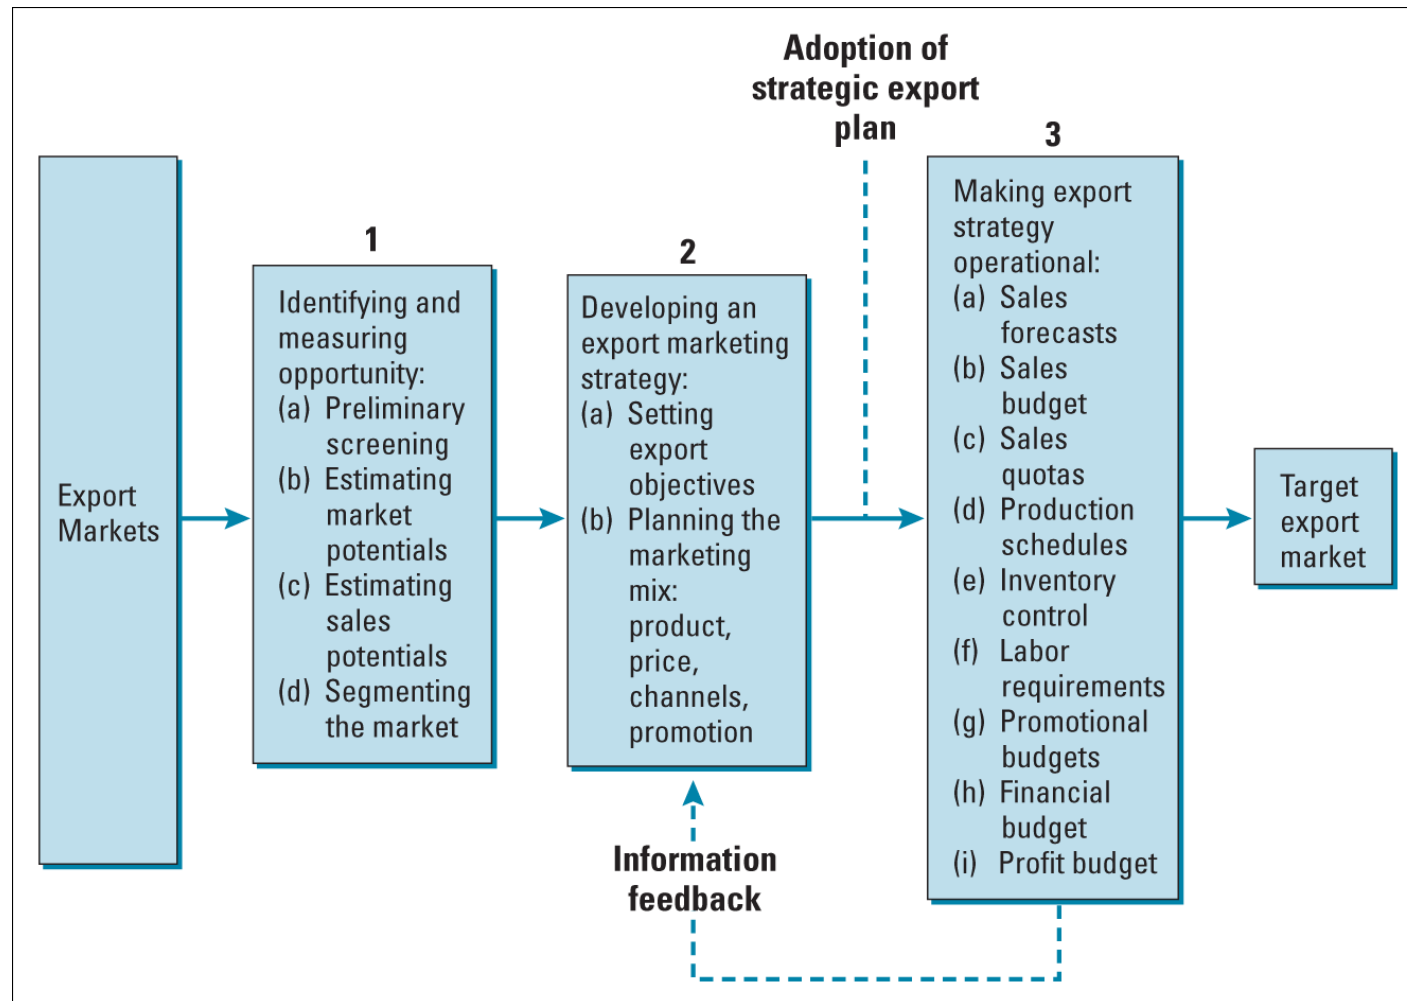 Adoption of
strategic export
plan
Export
Markets
1
Identifying and
measuring
opportunity:
(a) Preliminary
screening
(b) Estimating
market
potentials
(c) Estimating
sales
potentials
(d) Segmenting
the market
2
Developing an
export marketing
strategy:
(a) Setting
export
objectives
(b) Planning the
marketing
mix:
product,
price,
channels,
promotion
3
Making export
strategy
operational:
(a) Sales
forecasts
(b) Sales
budget
(c) Sales
quotas
(d) Production
schedules
(e) Inventory
control
(f) Labor
requirements
(g) Promotional
budgets
(h) Financial
budget
(i) Profit budget
Target
export
market
Information
feedback